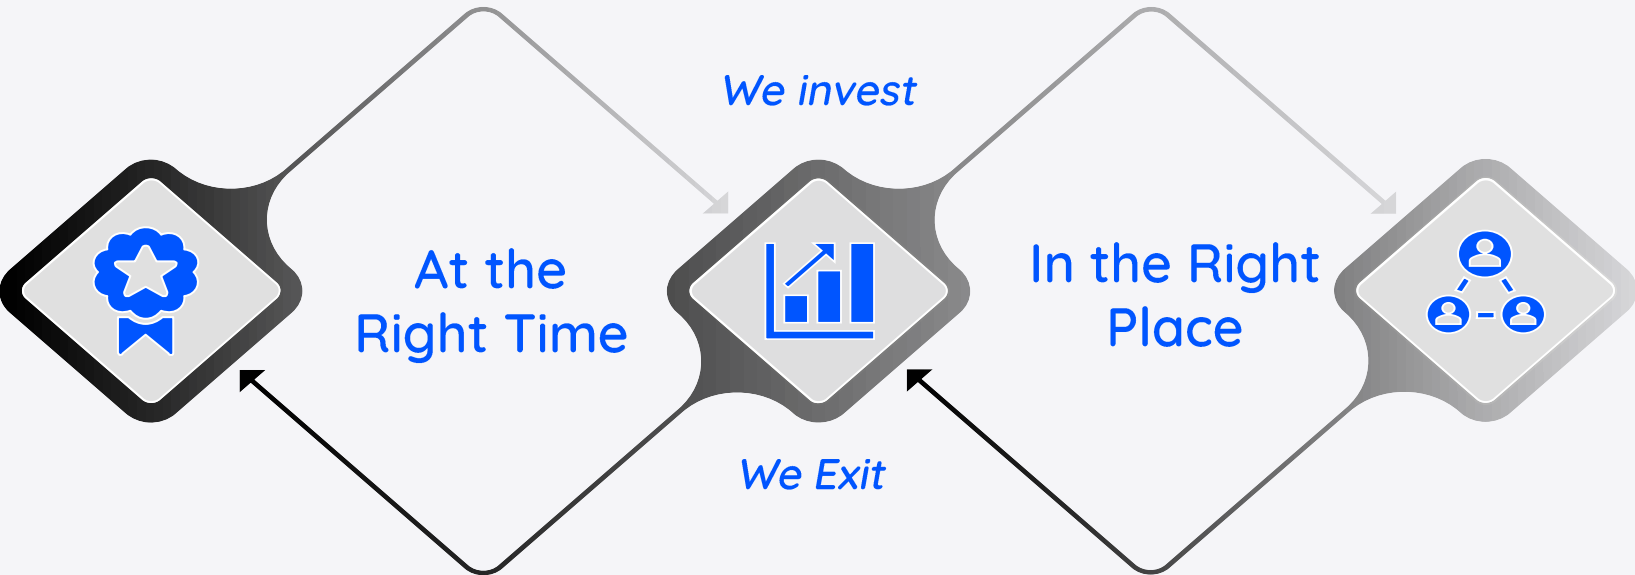 We invest
At the
Right Time
In the Right
Place
We Exit